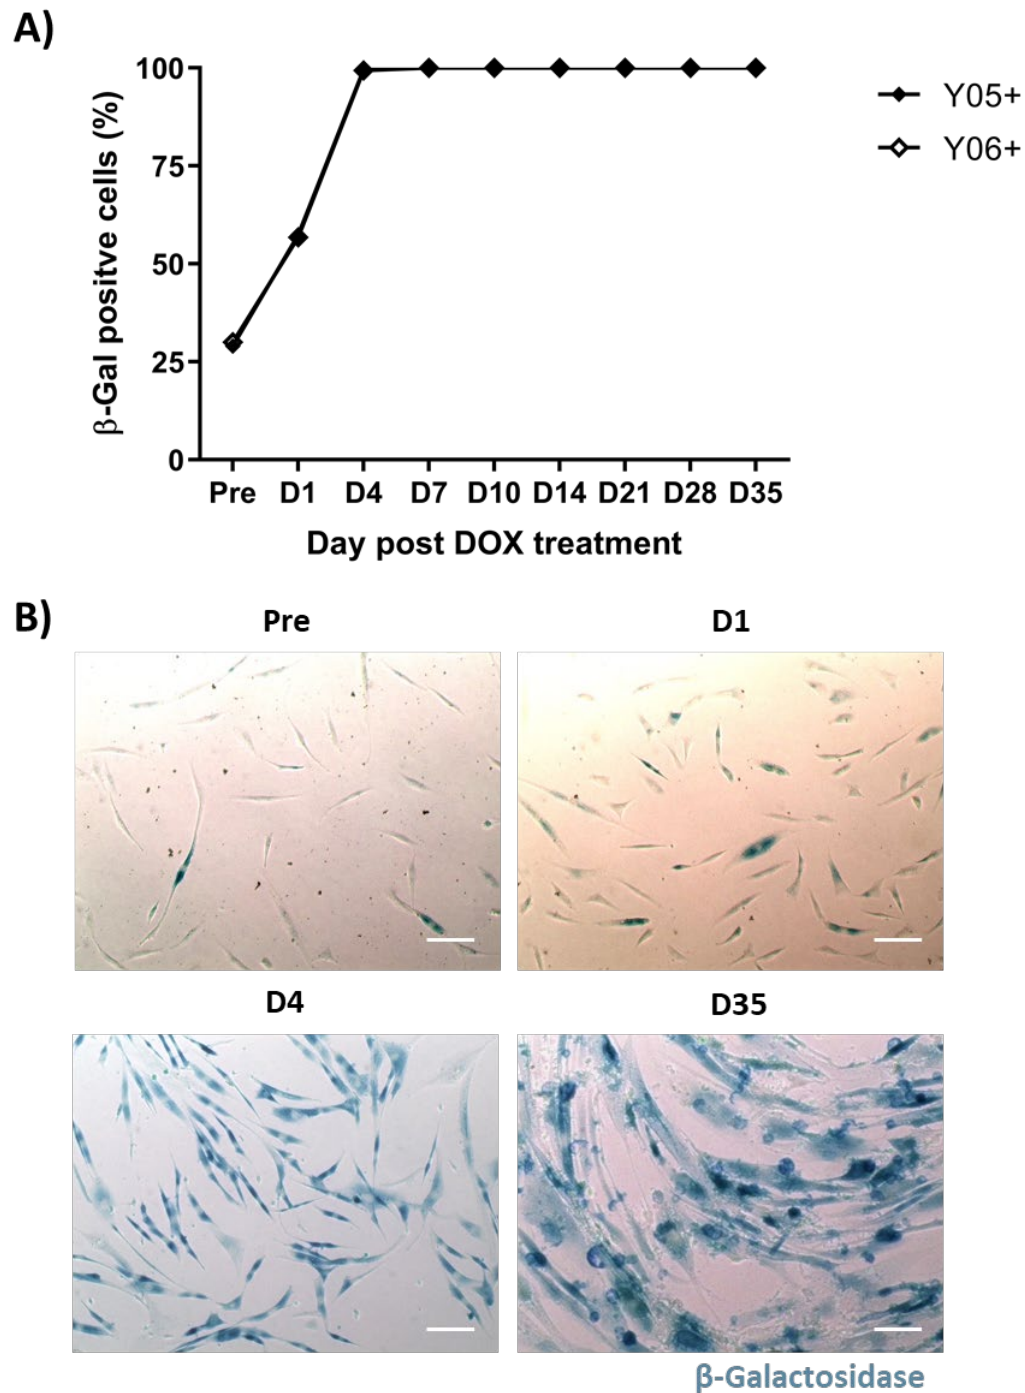 A)
β-Gal positve cells (%)
100
75
50
25
0
Pre D1 D4 D7 D10 D14 D21 D28 D35
Day post DOX treatment
Y05+
Y06+
B)
Pre
D1
D4
D35
β-Galactosidase